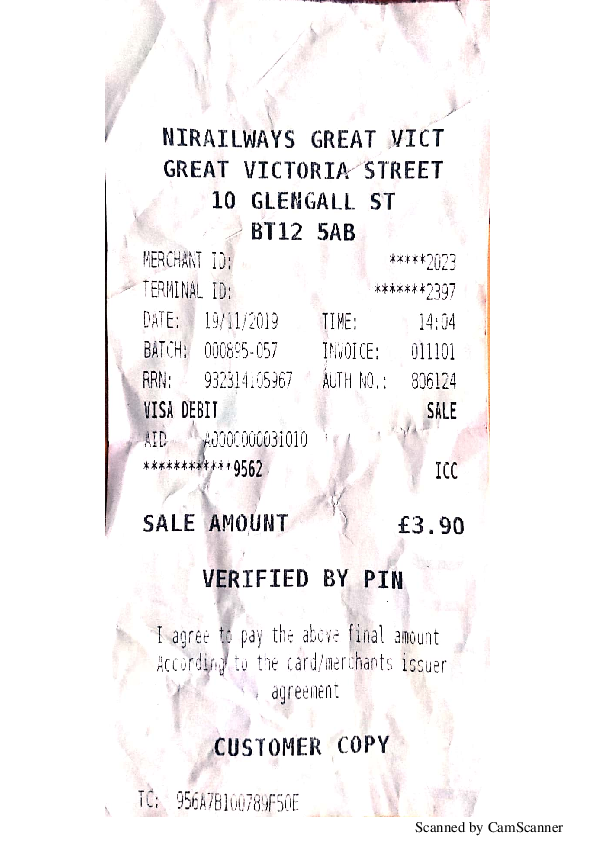 NIRAILWAYS GREAT VICT
GREAT VICTORIA STREET
10 GLENGALL ST
BT12 5AB
MERCHANT ID: *****2023
TERMINAL ID: *******2397
DATE: 19/11/2019 TIME: 14:04
BATCH: 000895-057 INVOICE: 011101
RRN: 932314105967 AUTH NO.: 806124
VISA DEBIT SALE
AID A0000000031010
************9562 ICC
SALE AMOUNT £3.90
VERIFIED BY PIN
I agree to pay the above final amount
According to the card/merchants issuer
agreement
CUSTOMER COPY
TC: 956A7B100789F50E
Scanned by CamScanner